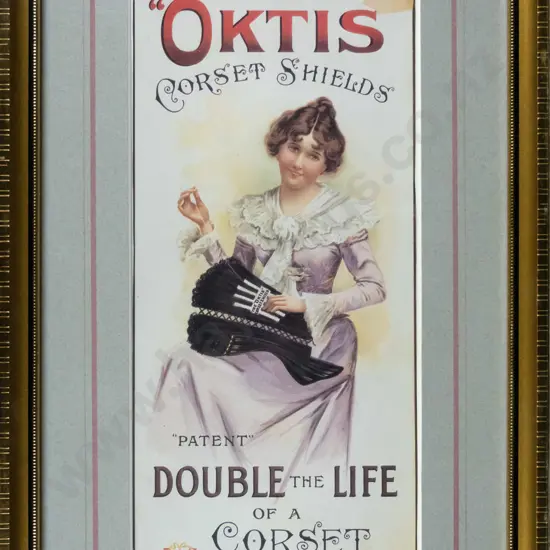 "OKTIS
CORSET SHIELDS
"PATENT"
DOUBLE THE LIFE
OF A
CORSET